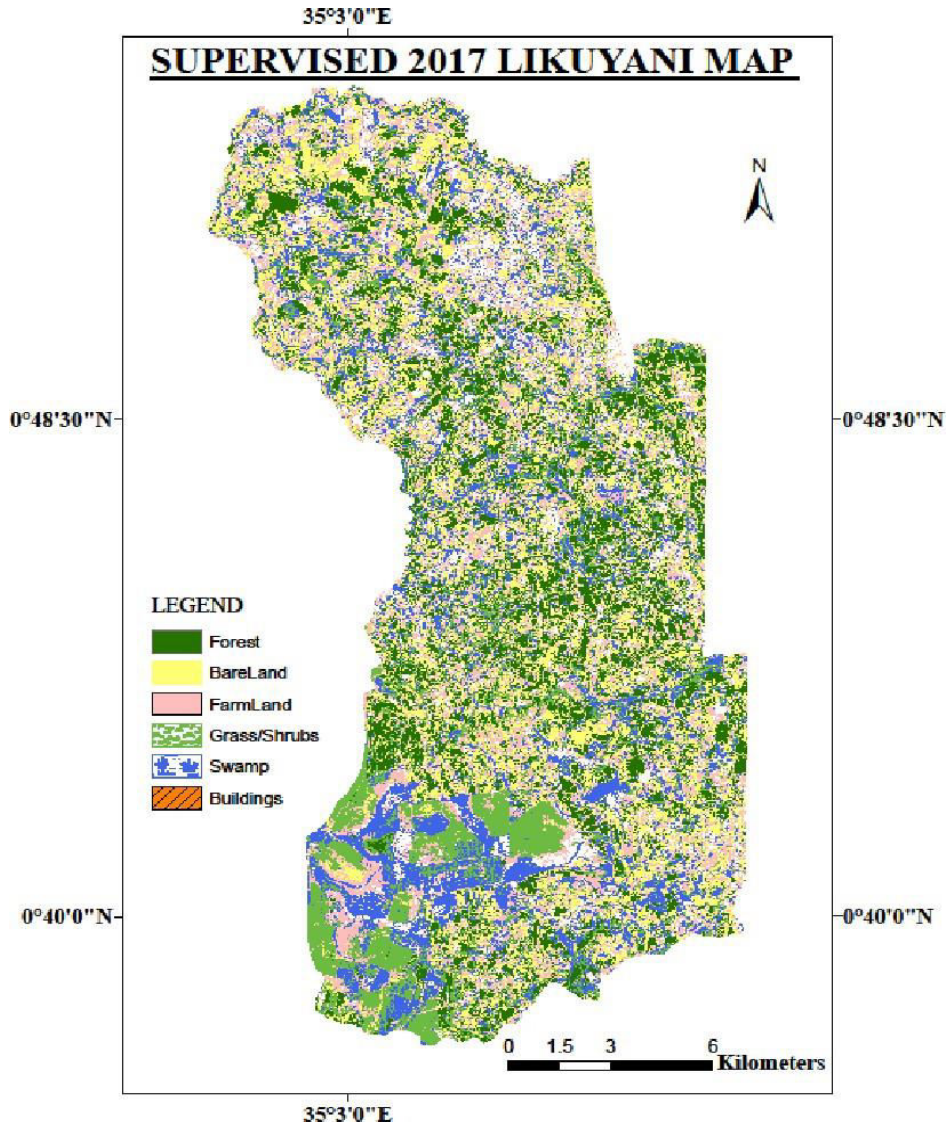 35°3'0"E
SUPERVISED 2017 LIKUYANI MAP
N
0°48'30"N
0°48'30"N
LEGEND
Forest
BareLand
FarmLand
Grass/Shrubs
Swamp
Buildings
0°40'0"N
0°40'0"N
0 1.5 3 6
Kilometers
35°3'0"E